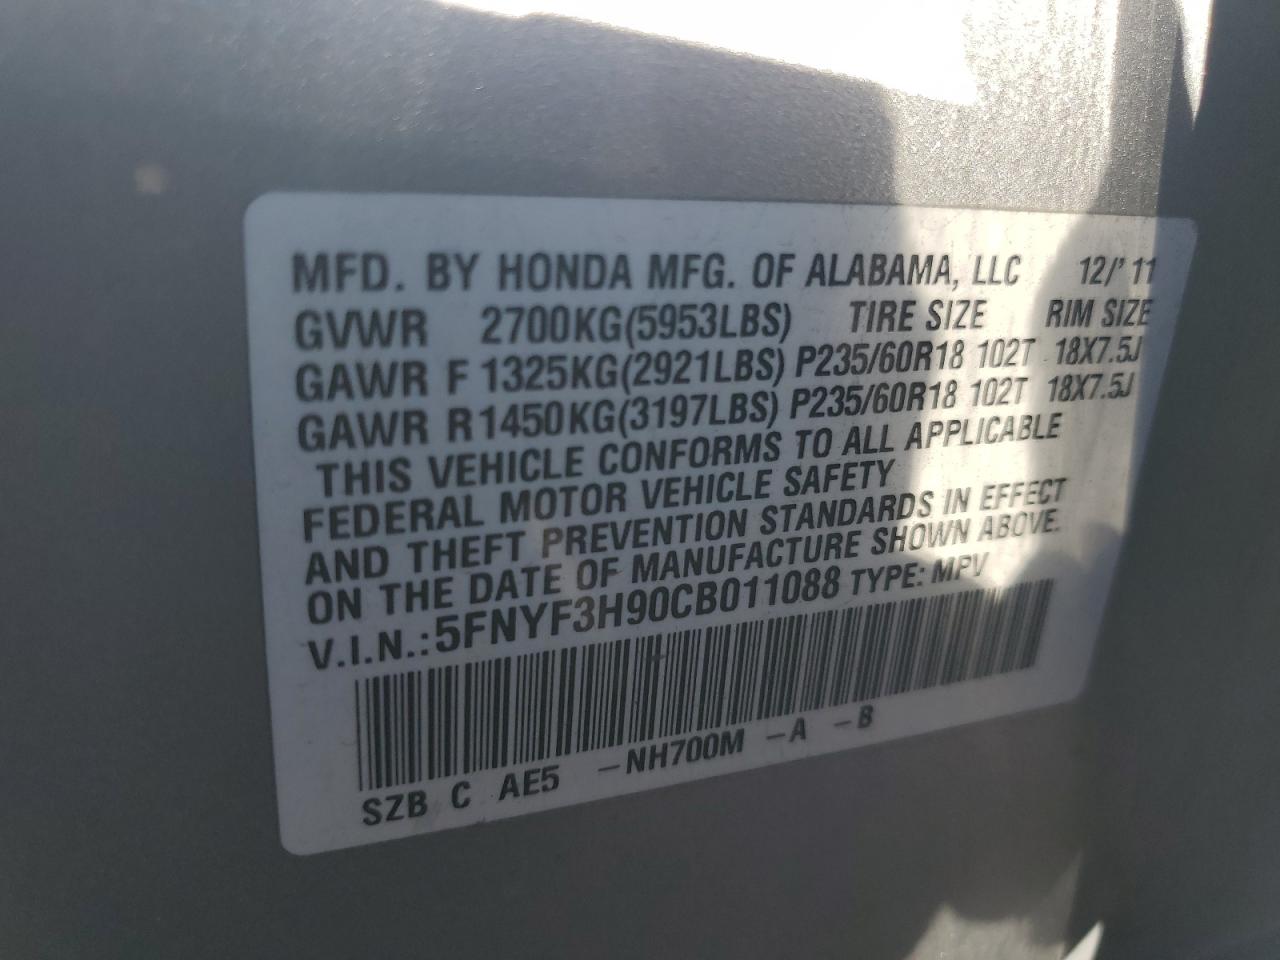 MFD. BY HONDA MFG. OF ALABAMA, LLC 12/'11
GVWR 2700KG(5953LBS) TIRE SIZE RIM SIZE
GAWR F 1325KG(2921LBS) P235/60R18 102T 18X7.5J
GAWR R 1450KG(3197LBS) P235/60R18 102T 18X7.5J
THIS VEHICLE CONFORMS TO ALL APPLICABLE
FEDERAL MOTOR VEHICLE SAFETY
AND THEFT PREVENTION STANDARDS IN EFFECT
ON THE DATE OF MANUFACTURE SHOWN ABOVE.
V.I.N.:5FNYF3H90CB011088 TYPE: MPV
SZB C AE5 -NH700M -A -B